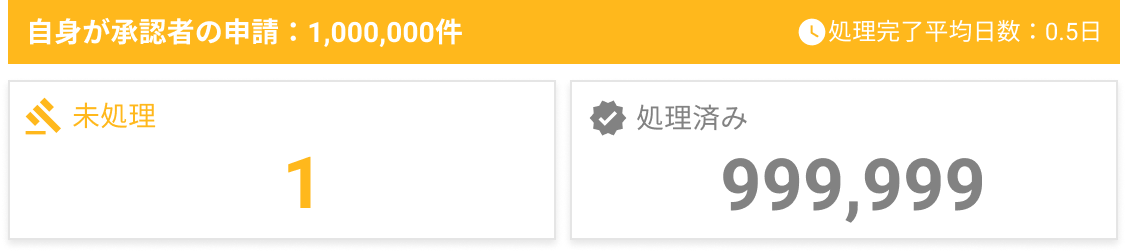 自身が承認者の申請：1,000,000件
処理完了平均日数：0.5日
未処理
1
処理済み
999,999